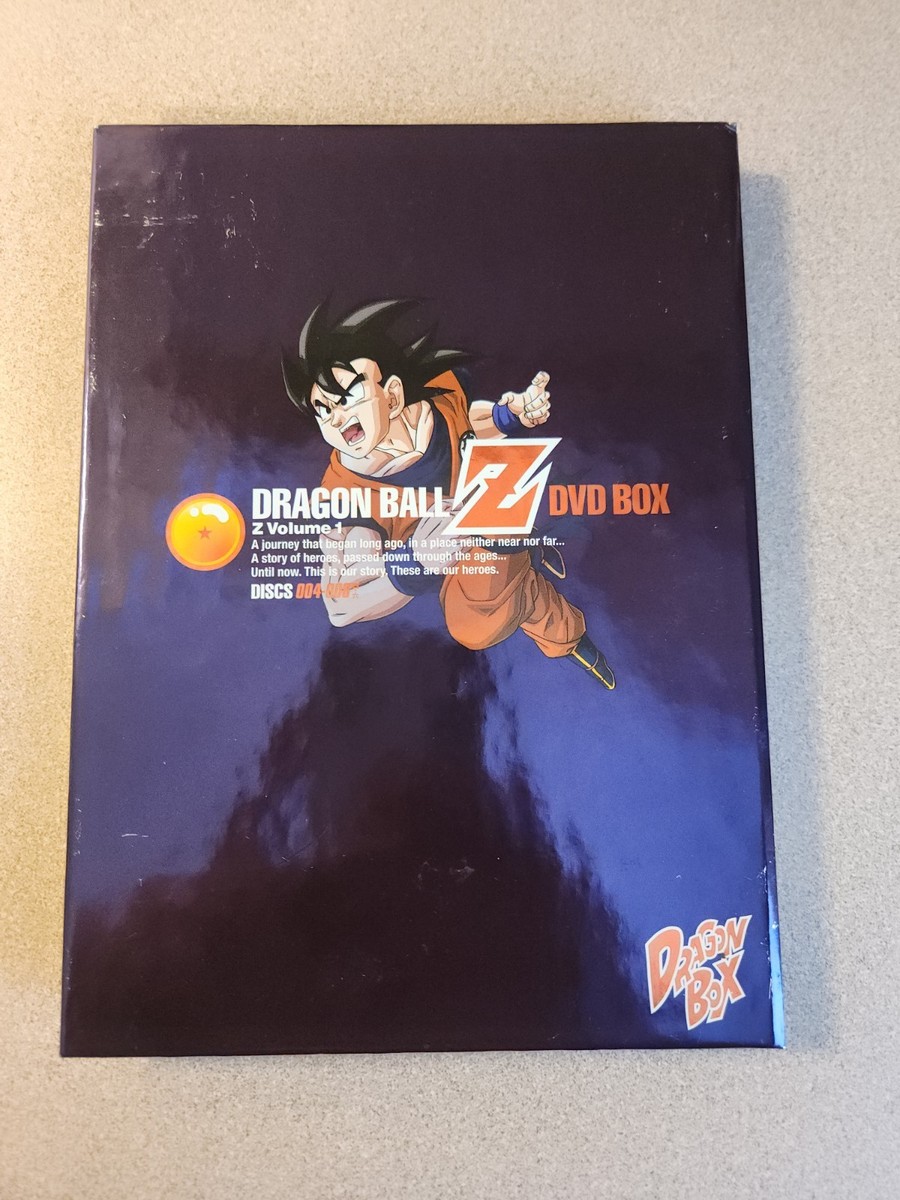 DRAGON BALL Z DVD BOX
Z Volume 1
A journey that began long ago, in a place neither near nor far...
A story of heroes, passed down through the ages...
Until now. This is our story, These are our heroes.
DISCS
DRAGON
BOX